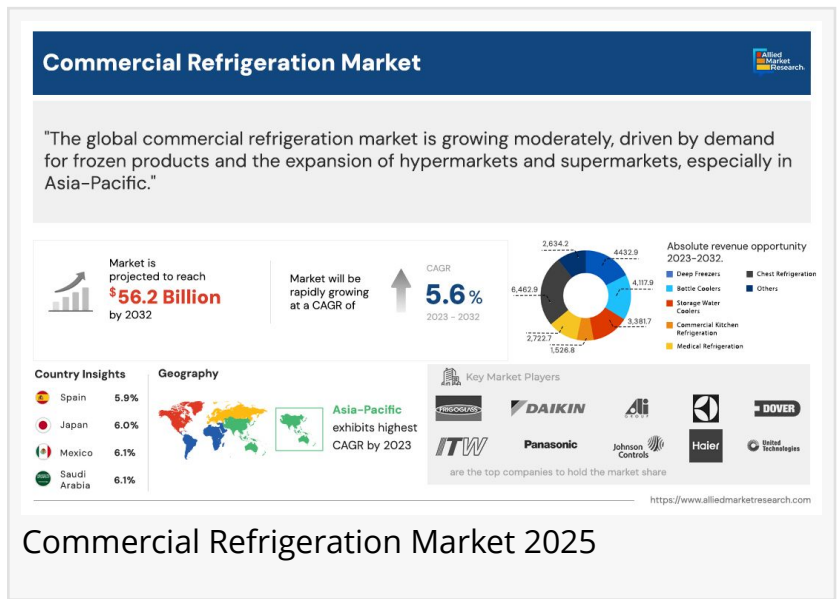 Commercial Refrigeration Market
Allied
Market
Research.
"The global commercial refrigeration market is growing moderately, driven by demand
for frozen products and the expansion of hypermarkets and supermarkets, especially in
Asia-Pacific."
Market is
projected to reach
$56.2 Billion
by 2032
Market will be
rapidly growing
at a CAGR of
CAGR
5.6%
2023 - 2032
2,634.2
4432.9
4,117.9
3,381.7
1,526.8
2,722.7
6,462.9
Absolute revenue opportunity
2023-2032.
Deep Freezers
Chest Refrigeration
Bottle Coolers
Others
Storage Water
Coolers
Commercial Kitchen
Refrigeration
Medical Refrigeration
Country Insights
Spain 5.9%
Japan 6.0%
Mexico 6.1%
Saudi
Arabia 6.1%
Geography
Asia-Pacific
exhibits highest
CAGR by 2023
Key Market Players
FRIGOGLASS
DAIKIN
Ali
GROUP
DOVER
ITW
Panasonic
Johnson
Controls
Haier
United
Technologies
are the top companies to hold the market share
https://www.alliedmarketresearch.com
Commercial Refrigeration Market 2025